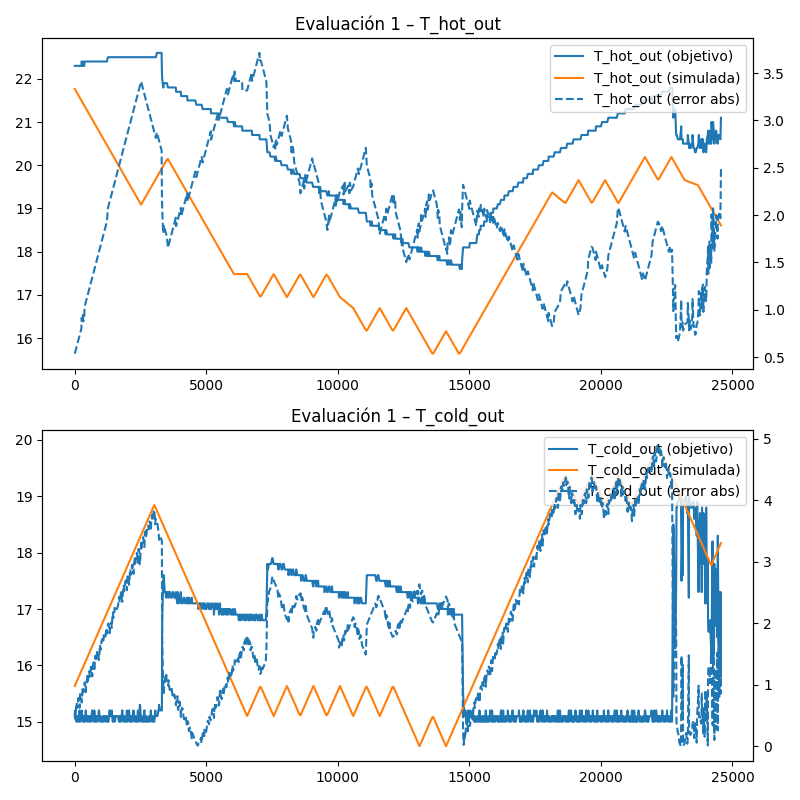 Evaluación 1 – T_hot_out
T_hot_out (objetivo)
T_hot_out (simulada)
T_hot_out (error abs)
22
21
20
19
18
17
16
3.5
3.0
2.5
2.0
1.5
1.0
0.5
0 5000 10000 15000 20000 25000
Evaluación 1 – T_cold_out
T_cold_out (objetivo)
T_cold_out (simulada)
T_cold_out (error abs)
20
19
18
17
16
15
5
4
3
2
1
0
0 5000 10000 15000 20000 25000